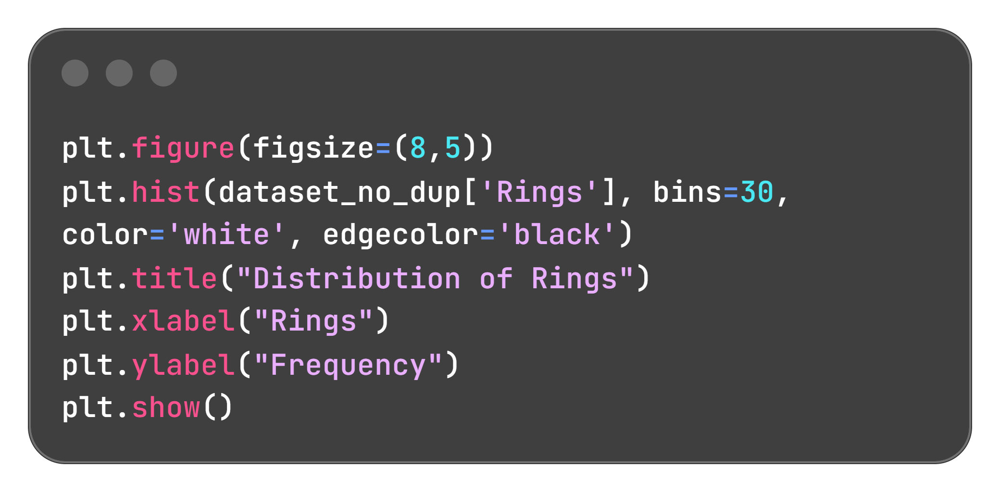 plt.figure(figsize=(8,5))
plt.hist(dataset_no_dup['Rings'], bins=30,
color='white', edgecolor='black')
plt.title("Distribution of Rings")
plt.xlabel("Rings")
plt.ylabel("Frequency")
plt.show()